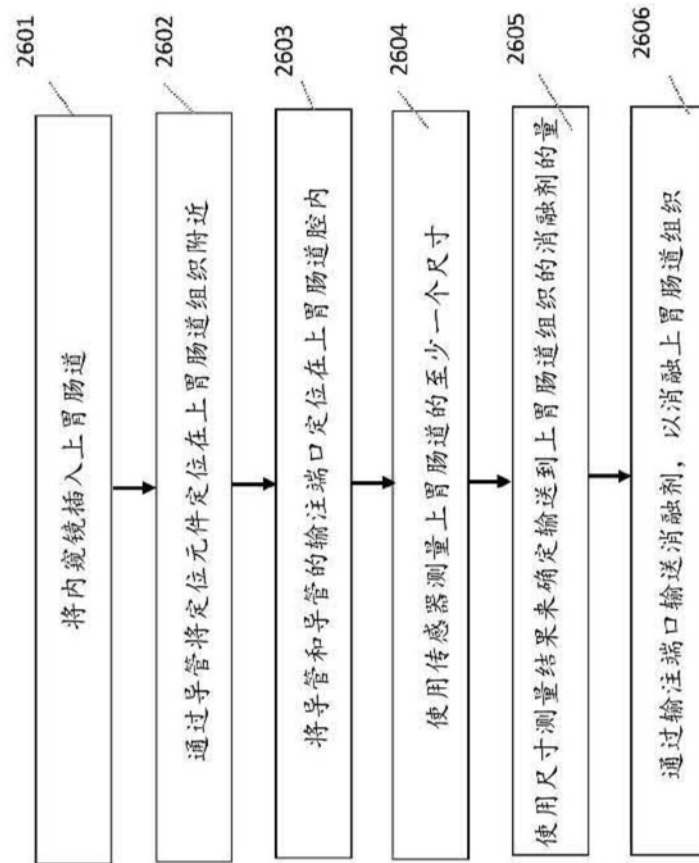 2601
将内窥镜插入上胃肠道
2602
通过导管将定位元件定位在上胃肠道组织附近
2603
将导管和导管的输注端口定位在上胃肠道腔内
2604
使用传感器测量上胃肠道的至少一个尺寸
2605
使用尺寸测量结果来确定输送到上胃肠道组织的消融剂的量
2606
通过输注端口输送消融剂，以消融上胃肠道组织